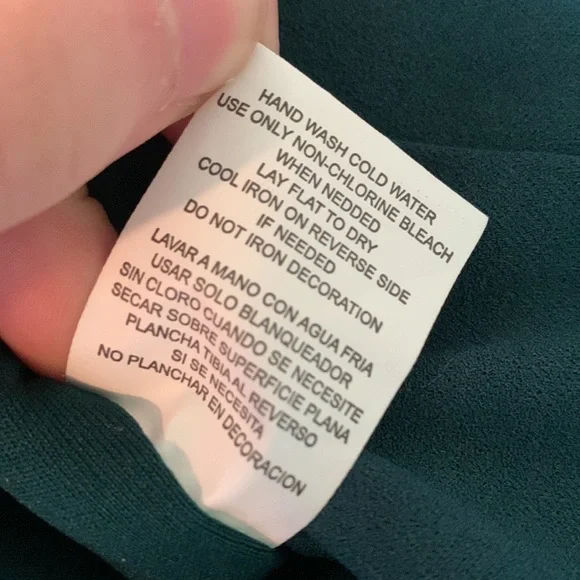 HAND WASH COLD WATER
USE ONLY NON-CHLORINE BLEACH
WHEN NEDDED
LAY FLAT TO DRY
COOL IRON ON REVERSE SIDE
IF NEEDED
DO NOT IRON DECORATION
LAVAR A MANO CON AGUA FRIA
USAR SOLO BLANQUEADOR
SIN CLORO CUANDO SE NECESITE
SECAR SOBRE SUPERFICIE PLANA
PLANCHA TIBIA AL REVERSO
SI SE NECESITA
NO PLANCHAR EN DECORACION